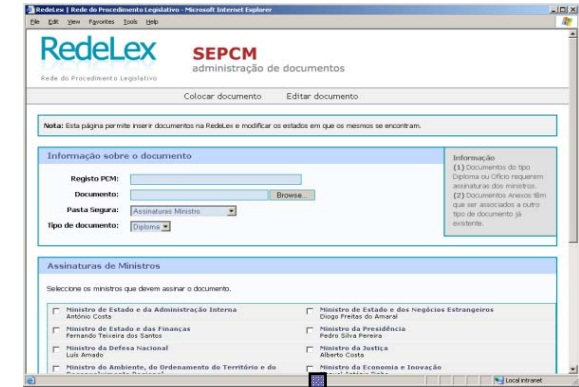 RedeLex | Rede do Procedimento Legislativo - Microsoft Internet Explorer
File Edit View Favorites Tools Help
RedeLex
Rede do Procedimento Legislativo
SEPCM
administração de documentos
Colocar documento Editar documento
Nota: Esta página permite inserir documentos na RedeLex e modificar os estados em que os mesmos se encontram.
Informação sobre o documento
Registo PCM:
Documento: Browse...
Pasta Segura: Assinaturas Ministro
Tipo de documento: Diploma
Informação
(1) Documentos do tipo
Diploma ou Ofício requerem
assinaturas dos ministros.
(2) Documentos Anexos têm
que ser associados a outro
tipo de documento já
existente.
Assinaturas de Ministros
Seleccione os ministros que devem assinar o documento.
Ministro de Estado e da Administração Interna
António Costa
Ministro de Estado e dos Negócios Estrangeiros
Diogo Freitas do Amaral
Ministro de Estado e das Finanças
Fernando Teixeira dos Santos
Ministro da Presidência
Pedro Silva Pereira
Ministro da Defesa Nacional
Luís Amado
Ministro da Justiça
Alberto Costa
Ministro do Ambiente, do Ordenamento do Território e do
Ministro da Economia e Inovação
Local intranet